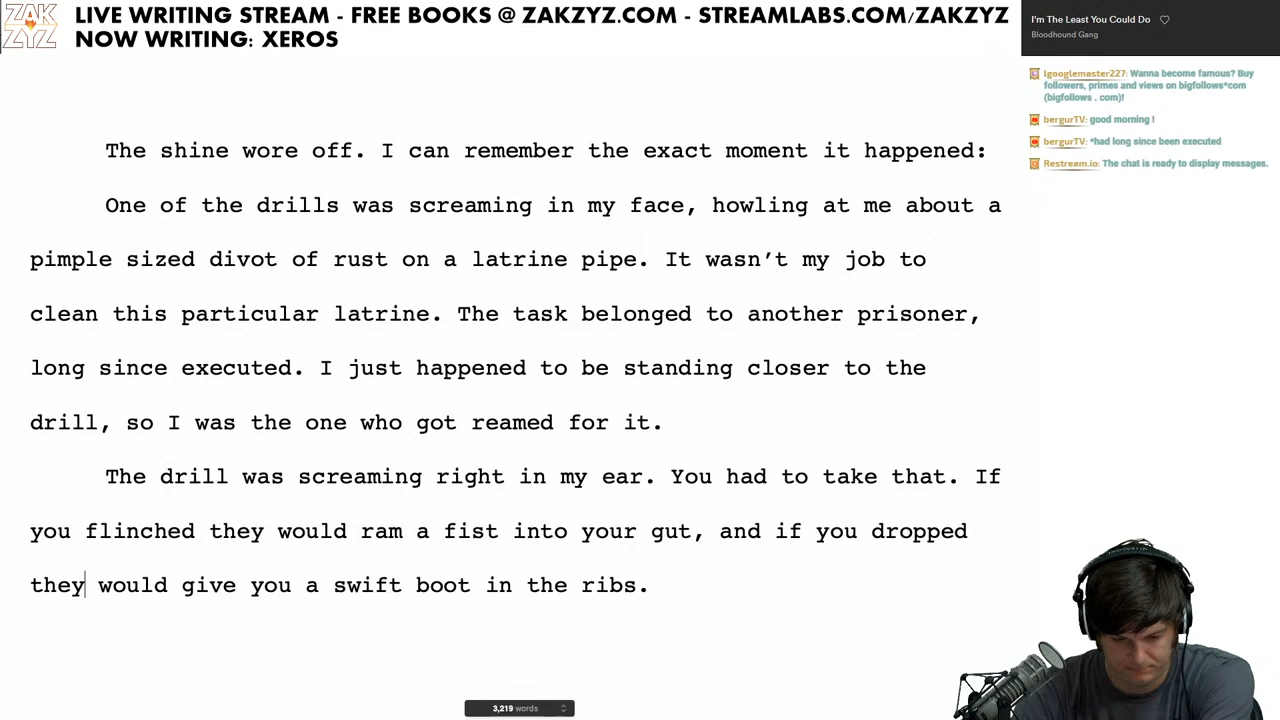 ZAK
ZYZ
LIVE WRITING STREAM - FREE BOOKS @ ZAKZYZ.COM - STREAMLABS.COM/ZAKZYZ
NOW WRITING: XEROS
I'm The Least You Could Do
Bloodhound Gang
lgooglemaster227: Wanna become famous? Buy
followers, primes and views on bigfollows*com
(bigfollows . com)!
bergurTV: good morning !
bergurTV: *had long since been executed
Restream.io: The chat is ready to display messages.
The shine wore off. I can remember the exact moment it happened:
One of the drills was screaming in my face, howling at me about a
pimple sized divot of rust on a latrine pipe. It wasn’t my job to
clean this particular latrine. The task belonged to another prisoner,
long since executed. I just happened to be standing closer to the
drill, so I was the one who got reamed for it.
The drill was screaming right in my ear. You had to take that. If
you flinched they would ram a fist into your gut, and if you dropped
they would give you a swift boot in the ribs.
3,219 words